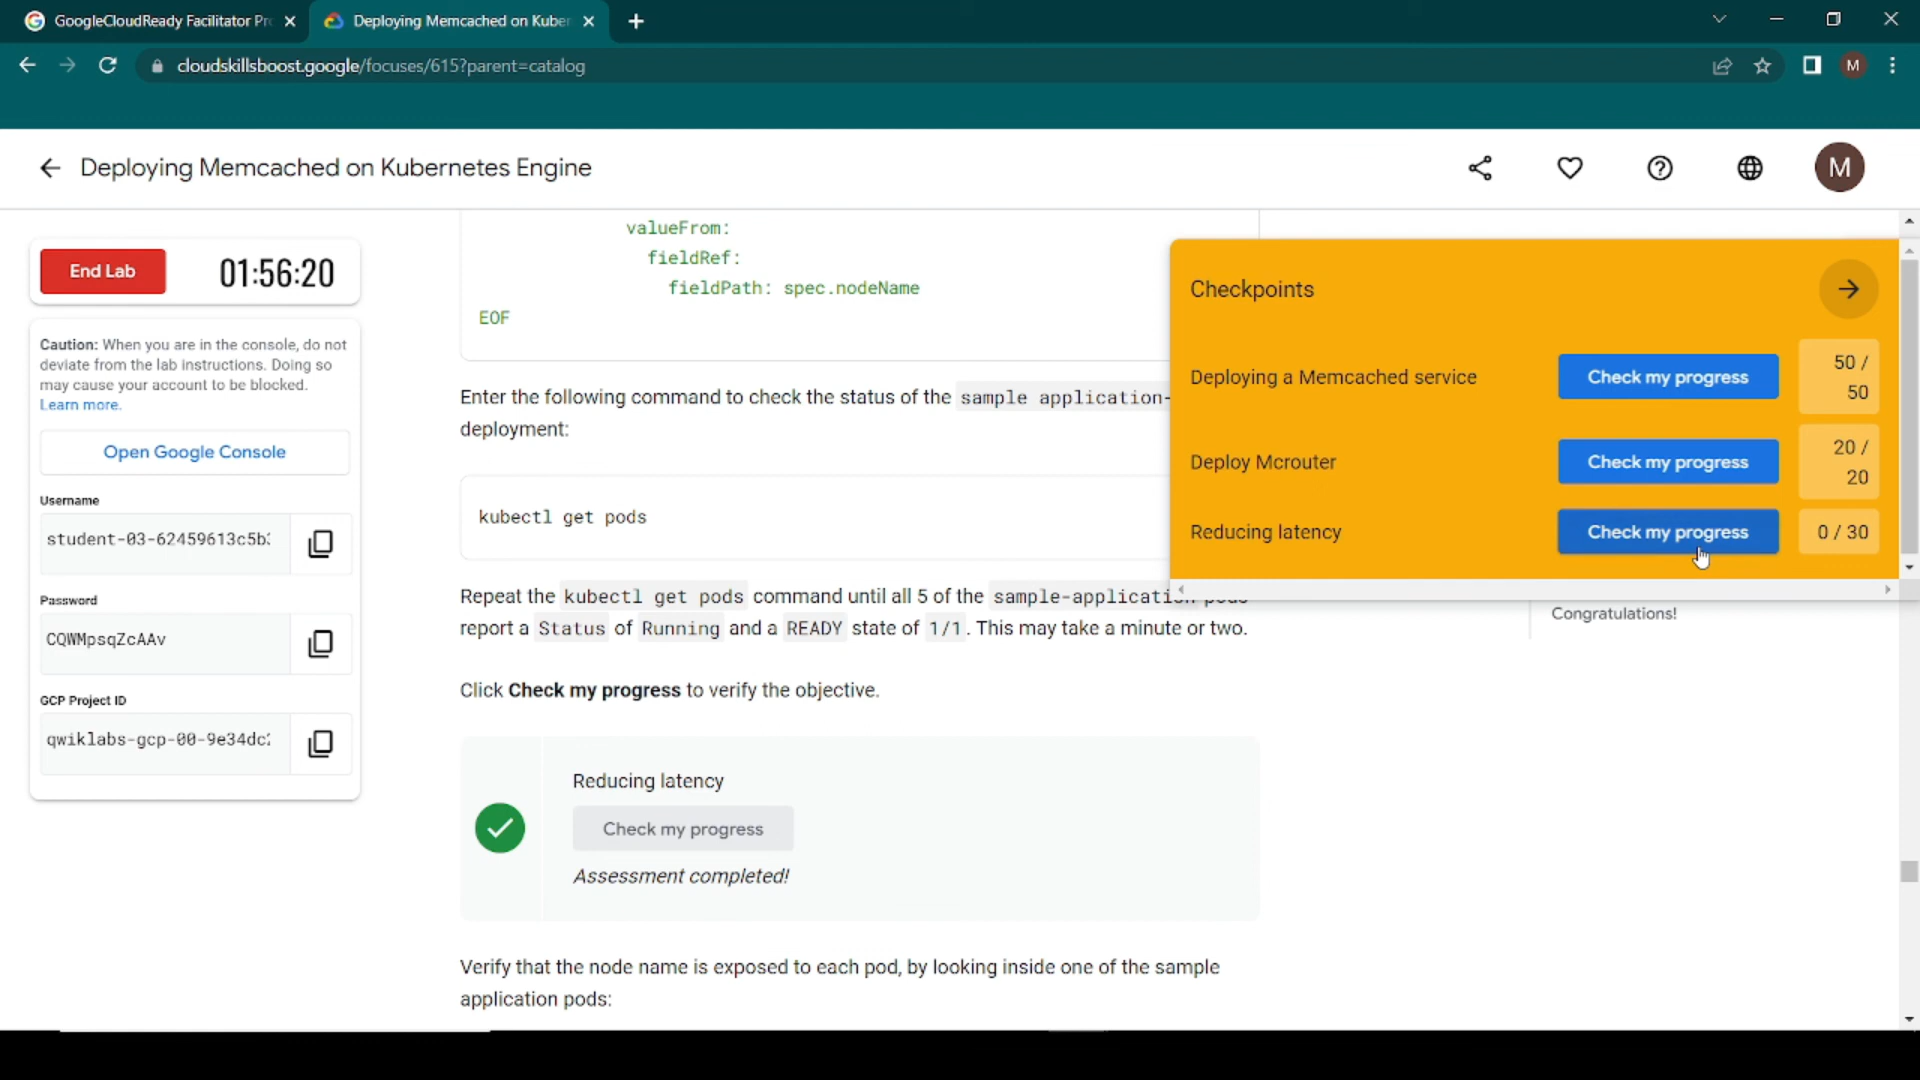 GoogleCloudReady Facilitator Pr
Deploying Memcached on Kuber
cloudskillsboost.google/focuses/615?parent=catalog
M
Deploying Memcached on Kubernetes Engine
M
End Lab
01:56:20
Caution: When you are in the console, do not
deviate from the lab instructions. Doing so
may cause your account to be blocked.
Learn more.
Open Google Console
Username
student-03-62459613c5b
Password
CQWMpsqZcAAv
GCP Project ID
qwiklabs-gcp-00-9e34dc
valueFrom:
fieldRef:
fieldPath: spec.nodeName
EOF
Enter the following command to check the status of the sample application-
deployment:
kubectl get pods
Repeat the kubectl get pods command until all 5 of the sample-application pods
report a Status of Running and a READY state of 1/1. This may take a minute or two.
Click Check my progress to verify the objective.
Reducing latency
Check my progress
Assessment completed!
Verify that the node name is exposed to each pod, by looking inside one of the sample
application pods:
Checkpoints
Deploying a Memcached service
Check my progress
50 /
50
Deploy Mcrouter
Check my progress
20 /
20
Reducing latency
Check my progress
0 / 30
Congratulations!